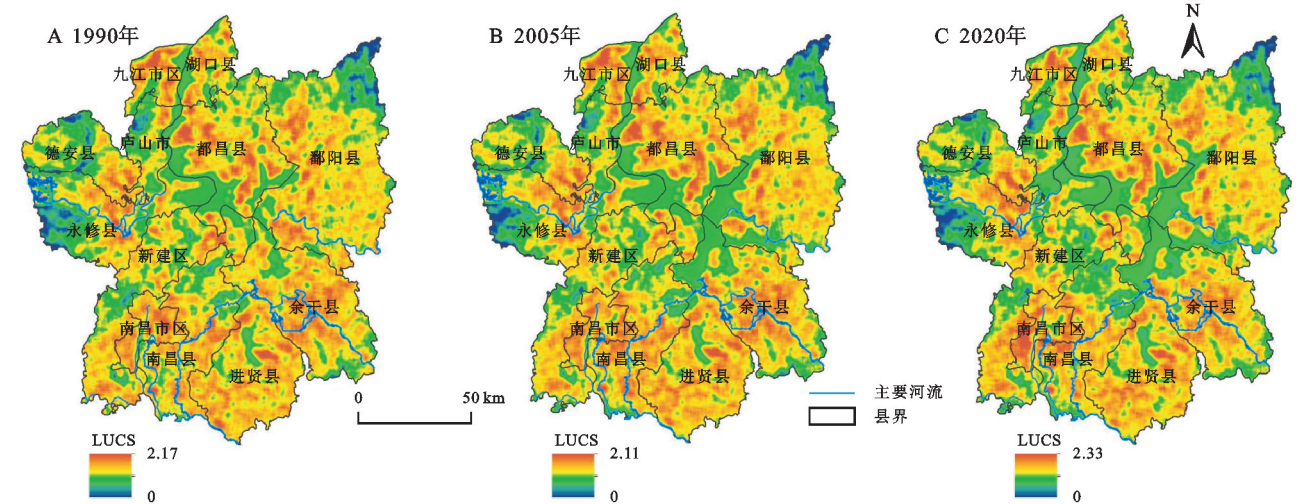 A 1990年
九江市区
湖口县
庐山市
都昌县
鄱阳县
德安县
永修县
新建区
余干县
南昌市区
南昌县
进贤县
LUCS
2.17
0
0
50 km
B 2005年
九江市区
湖口县
庐山市
都昌县
鄱阳县
德安县
永修县
新建区
余干县
南昌市区
南昌县
进贤县
LUCS
2.11
0
主要河流
县界
C 2020年
N
九江市区
湖口县
庐山市
都昌县
鄱阳县
德安县
永修县
新建区
余干县
南昌市区
南昌县
进贤县
LUCS
2.33
0